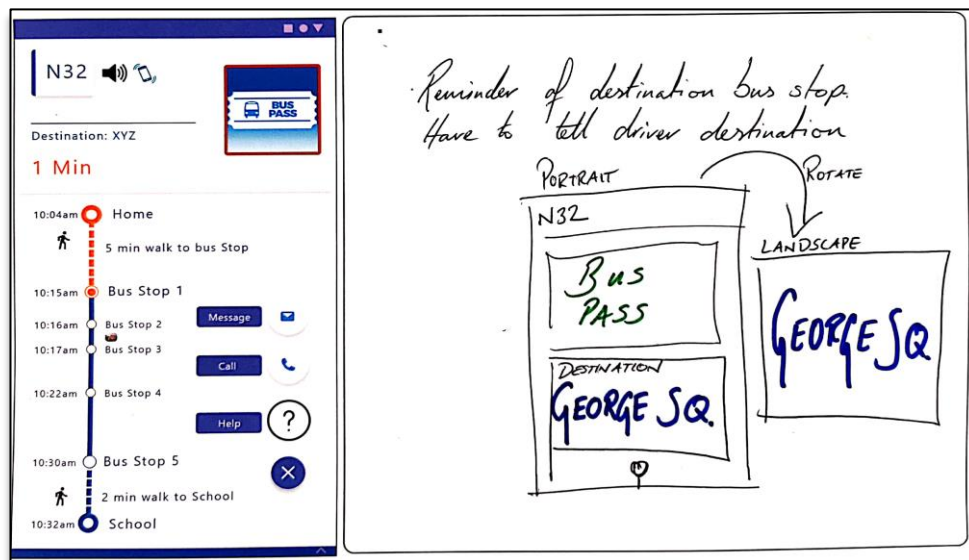 N32
BUS
PASS
Destination: XYZ
1 Min
10:04am Home
5 min walk to bus Stop
10:15am Bus Stop 1
10:16am Bus Stop 2
10:17am Bus Stop 3
10:22am Bus Stop 4
10:30am Bus Stop 5
2 min walk to School
10:32am School
Message
Call
Help
?
Reminder of destination bus stop.
Have to tell driver destination
PORTRAIT
ROTATE
N32
BUS
PASS
DESTINATION
GEORGE SQ.
LANDSCAPE
GEORGE SQ